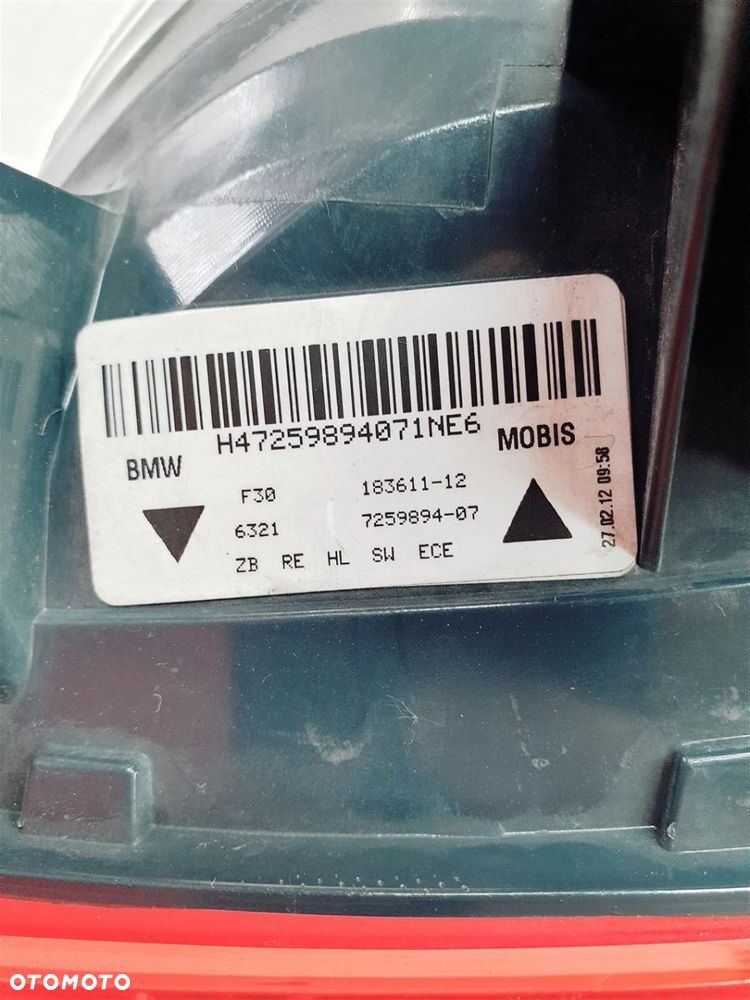 H47259894071NE6
BMW MOBIS
F30 183611-12
6321 7259894-07
ZB RE HL SW ECE
27.02.12 09:58
OTOMOTO